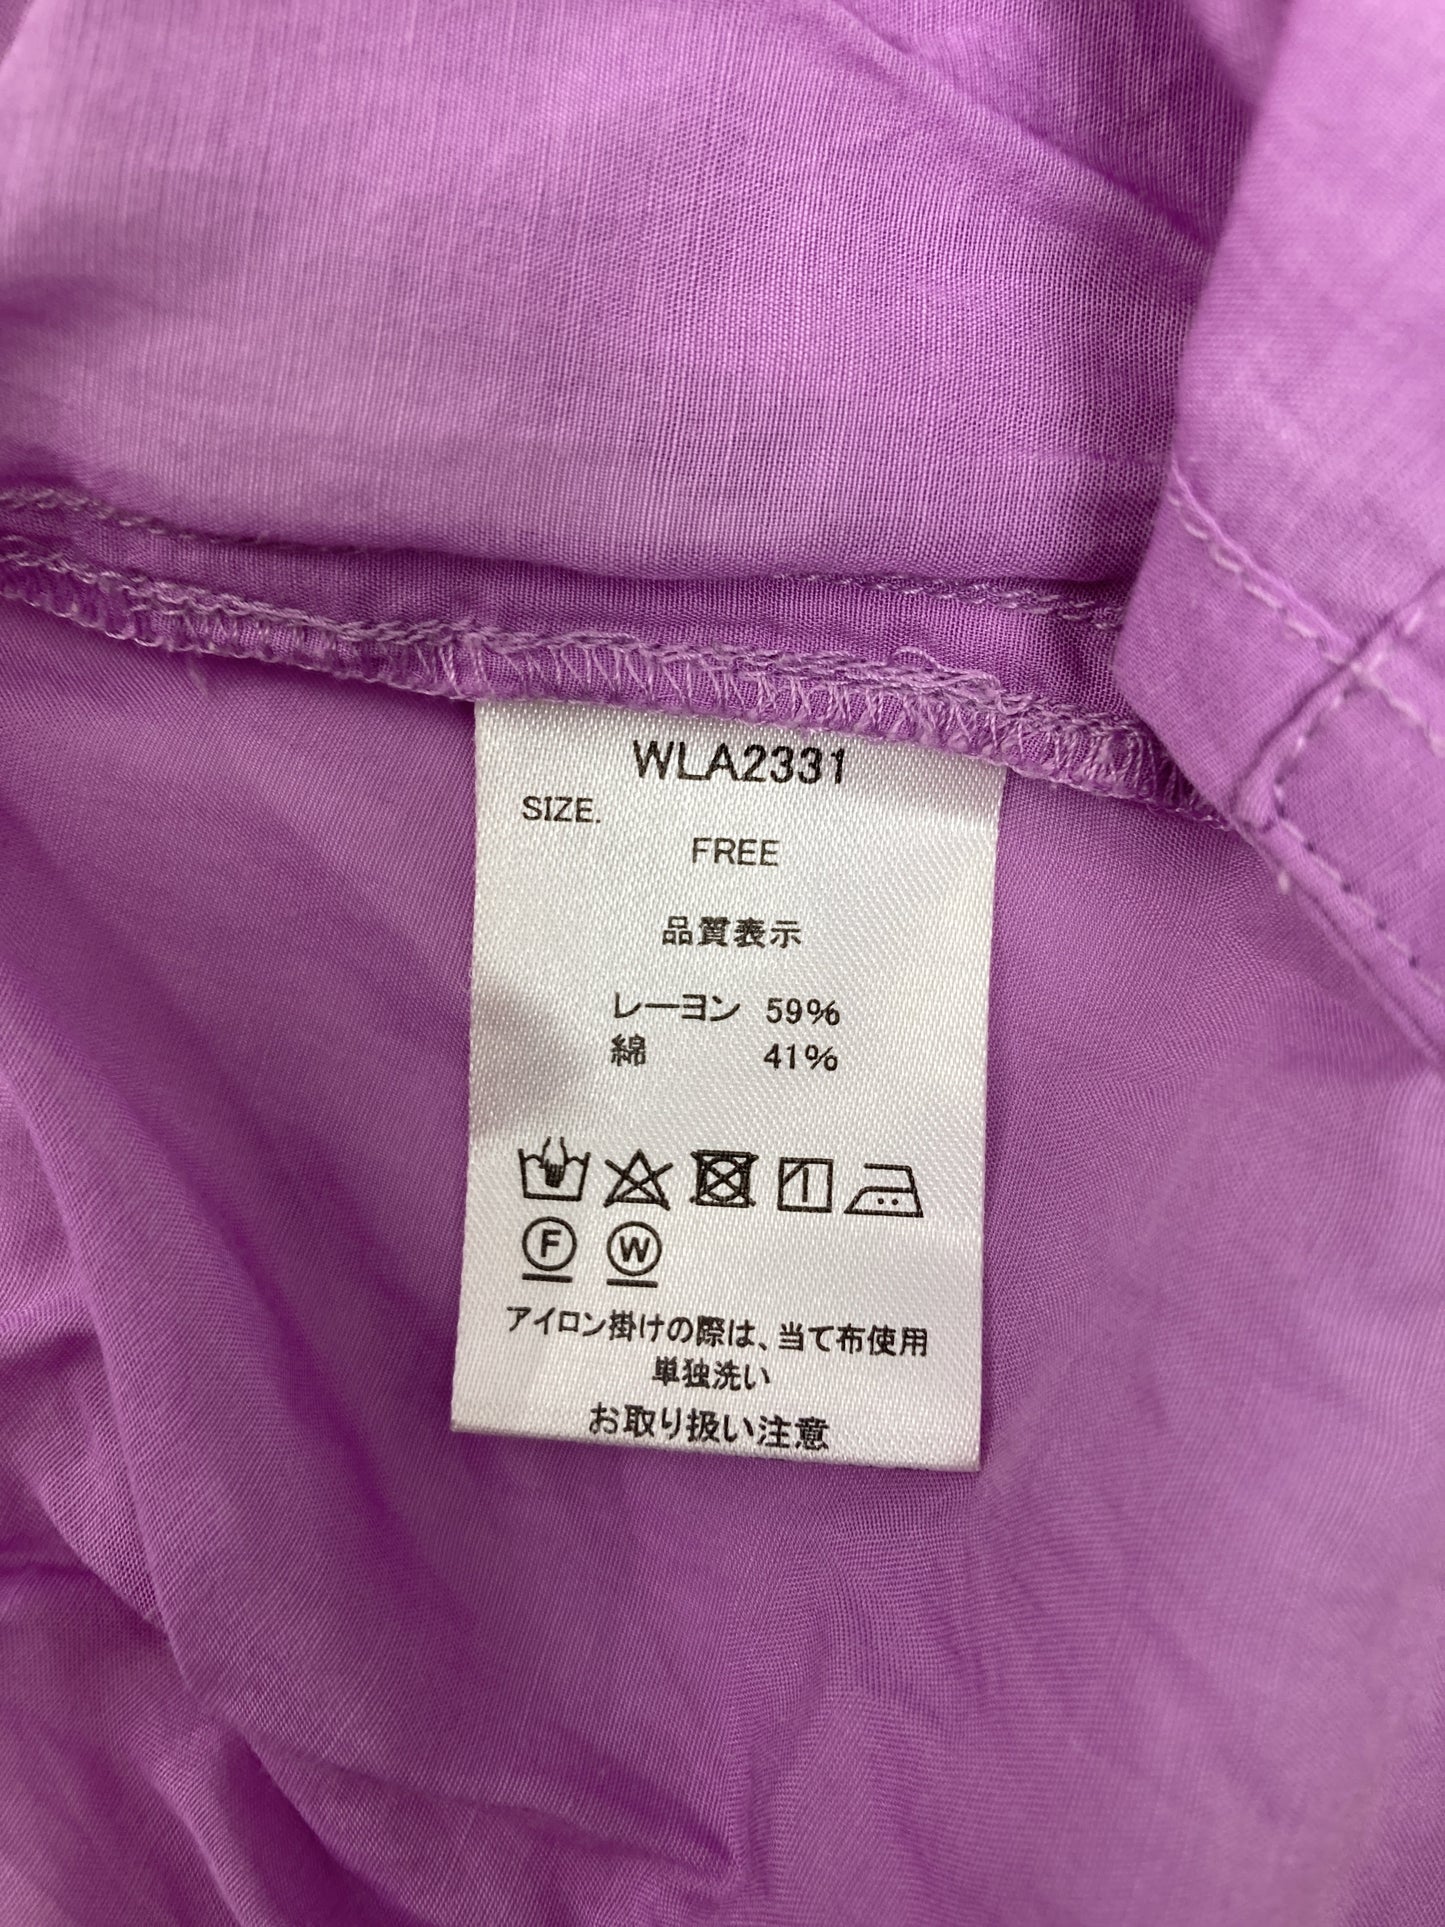 WLA2331
SIZE.
FREE
品質表示
レーヨン 59%
綿 41%
F W
アイロン掛けの際は、当て布使用
単独洗い
お取り扱い注意